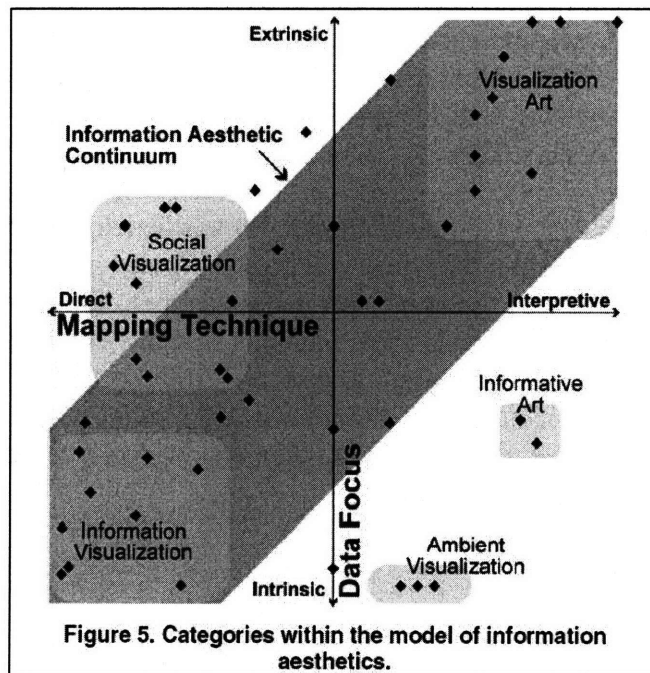 Extrinsic
Visualization
Art
Information Aesthetic
Continuum
Social
Visualization
Direct
Interpretive
Mapping Technique
Informative
Art
Data Focus
Information
Visualization
Ambient
Visualization
Intrinsic
Figure 5. Categories within the model of information
aesthetics.